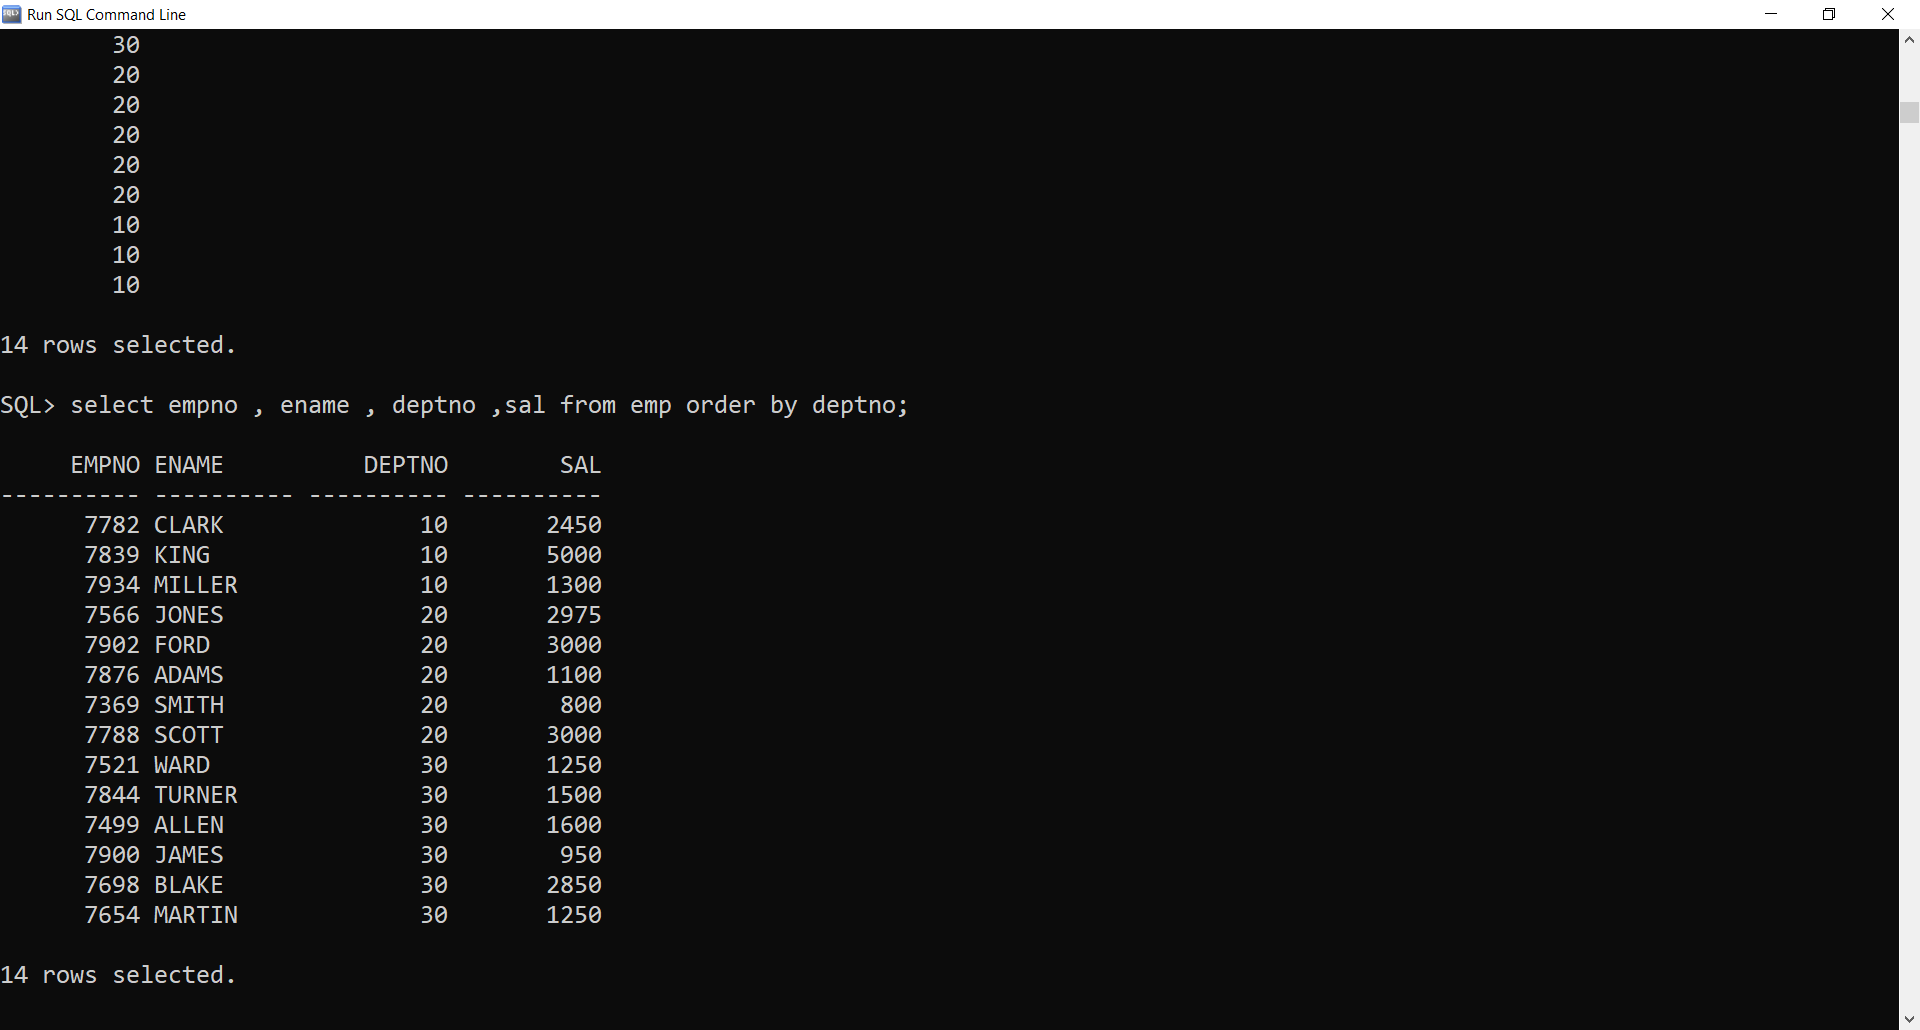 Run SQL Command Line
30
20
20
20
20
20
10
10
10
14 rows selected.
SQL> select empno , ename , deptno ,sal from emp order by deptno;
EMPNO ENAME DEPTNO SAL
---------- ---------- ---------- ----------
7782 CLARK 10 2450
7839 KING 10 5000
7934 MILLER 10 1300
7566 JONES 20 2975
7902 FORD 20 3000
7876 ADAMS 20 1100
7369 SMITH 20 800
7788 SCOTT 20 3000
7521 WARD 30 1250
7844 TURNER 30 1500
7499 ALLEN 30 1600
7900 JAMES 30 950
7698 BLAKE 30 2850
7654 MARTIN 30 1250
14 rows selected.